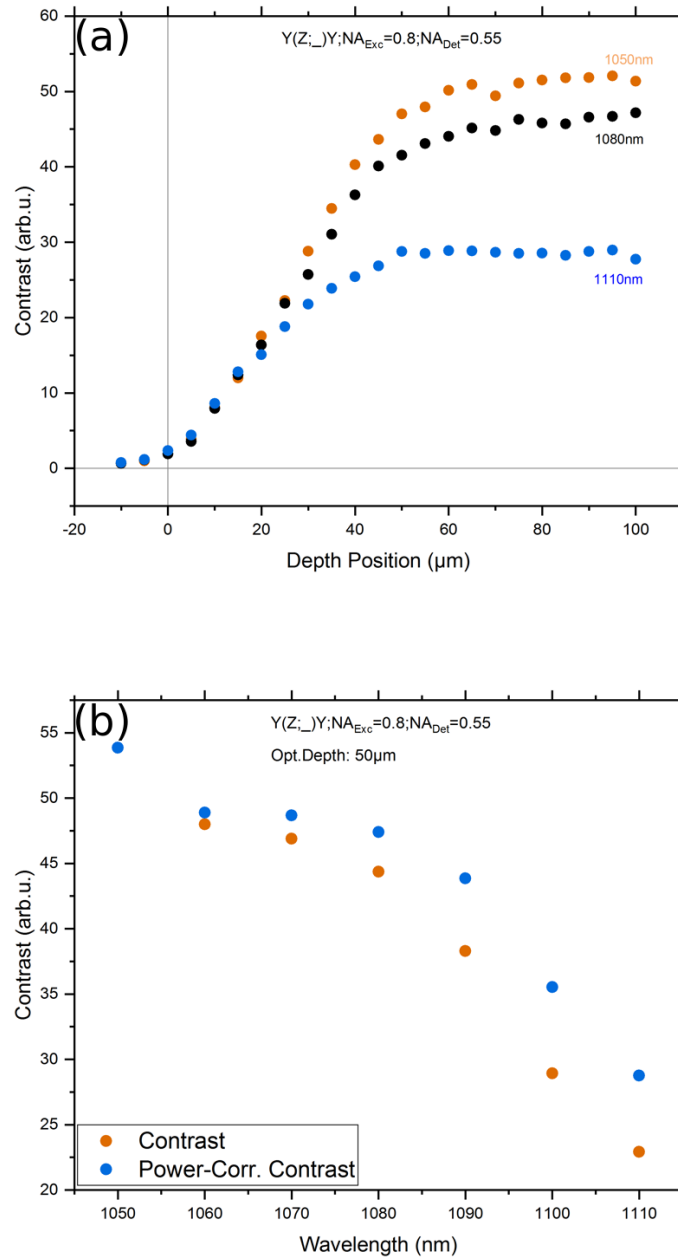 (a)
Y(Z;_)Y;NAExc=0.8;NADet=0.55
1050nm
1080nm
1110nm
60
50
40
30
20
10
0
Contrast (arb.u.)
-20 0 20 40 60 80 100
Depth Position (µm)
(b)
Y(Z;_)Y;NAExc=0.8;NADet=0.55
Opt.Depth: 50µm
55
50
45
40
35
30
25
20
Contrast (arb.u.)
Contrast
Power-Corr. Contrast
1050 1060 1070 1080 1090 1100 1110
Wavelength (nm)